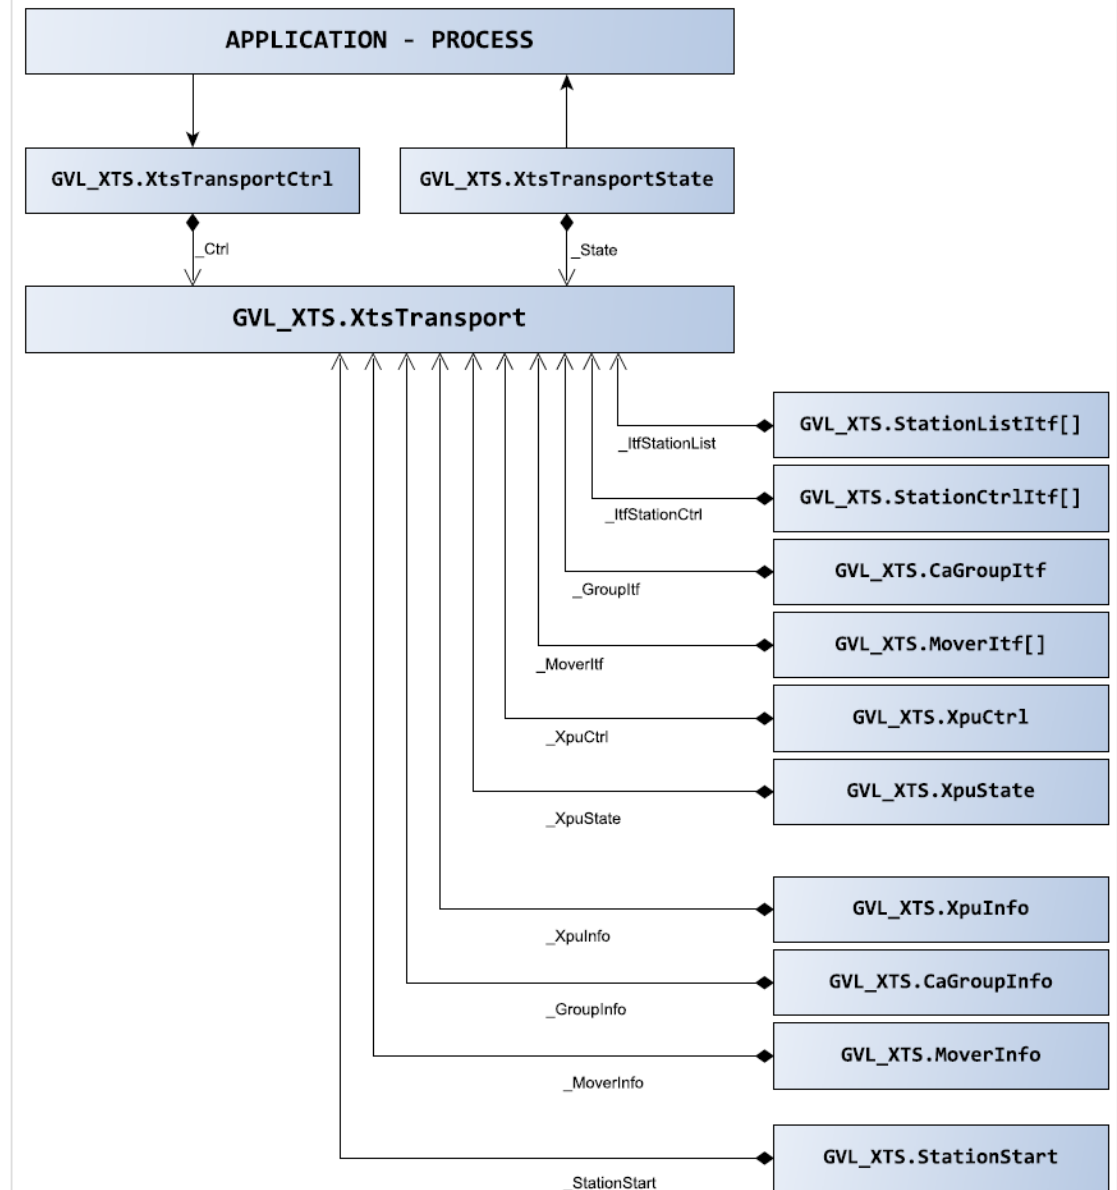 APPLICATION - PROCESS
GVL_XTS.XtsTransportCtrl
GVL_XTS.XtsTransportState
_Ctrl
_State
GVL_XTS.XtsTransport
GVL_XTS.StationListItf[]
_ItfStationList
GVL_XTS.StationCtrlItf[]
_ItfStationCtrl
GVL_XTS.CaGroupItf
_GroupItf
GVL_XTS.MoverItf[]
_MoverItf
GVL_XTS.XpuCtrl
_XpuCtrl
GVL_XTS.XpuState
_XpuState
GVL_XTS.XpuInfo
_XpuInfo
GVL_XTS.CaGroupInfo
_GroupInfo
GVL_XTS.MoverInfo
_MoverInfo
GVL_XTS.StationStart
_StationStart